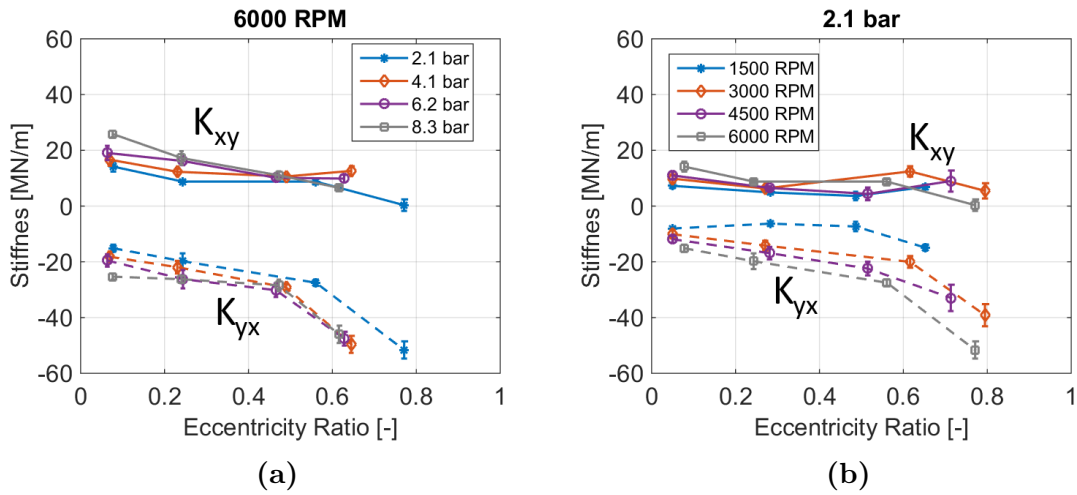 (a)
6000 RPM
60
40
20
0
-20
-40
-60
Stiffnes [MN/m]
2.1 bar
4.1 bar
6.2 bar
8.3 bar
Kxy
Kyx
0
0.2
0.4
0.6
0.8
1
Eccentricity Ratio [-]
(a)
(b)
2.1 bar
60
40
20
0
-20
-40
-60
Stiffnes [MN/m]
1500 RPM
3000 RPM
4500 RPM
6000 RPM
Kxy
Kyx
0
0.2
0.4
0.6
0.8
1
Eccentricity Ratio [-]
(b)